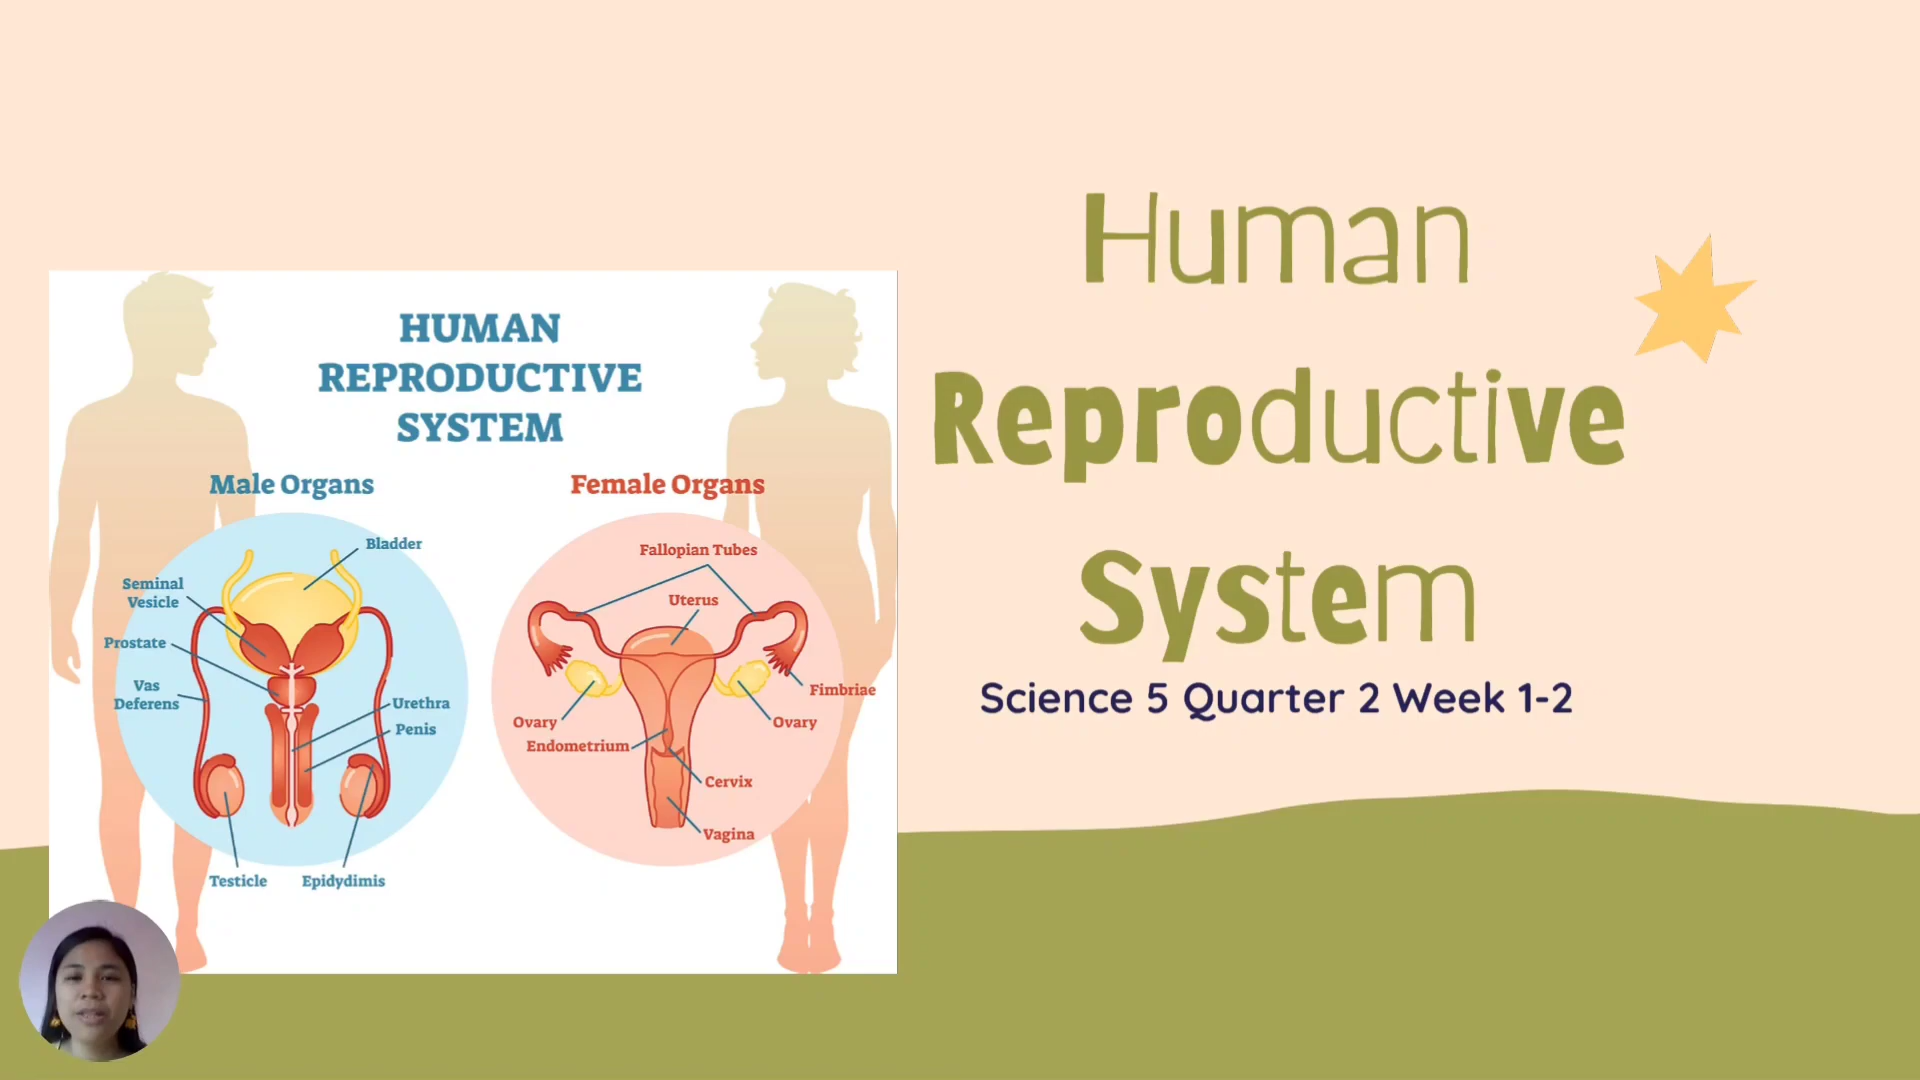 HUMAN
REPRODUCTIVE
SYSTEM
Male Organs
Bladder
Seminal
Vesicle
Prostate
Vas
Deferens
Urethra
Penis
Testicle
Epidydimis
Female Organs
Fallopian Tubes
Uterus
Fimbriae
Ovary
Ovary
Endometrium
Cervix
Vagina
Human
Reproductive
System
Science 5 Quarter 2 Week 1-2